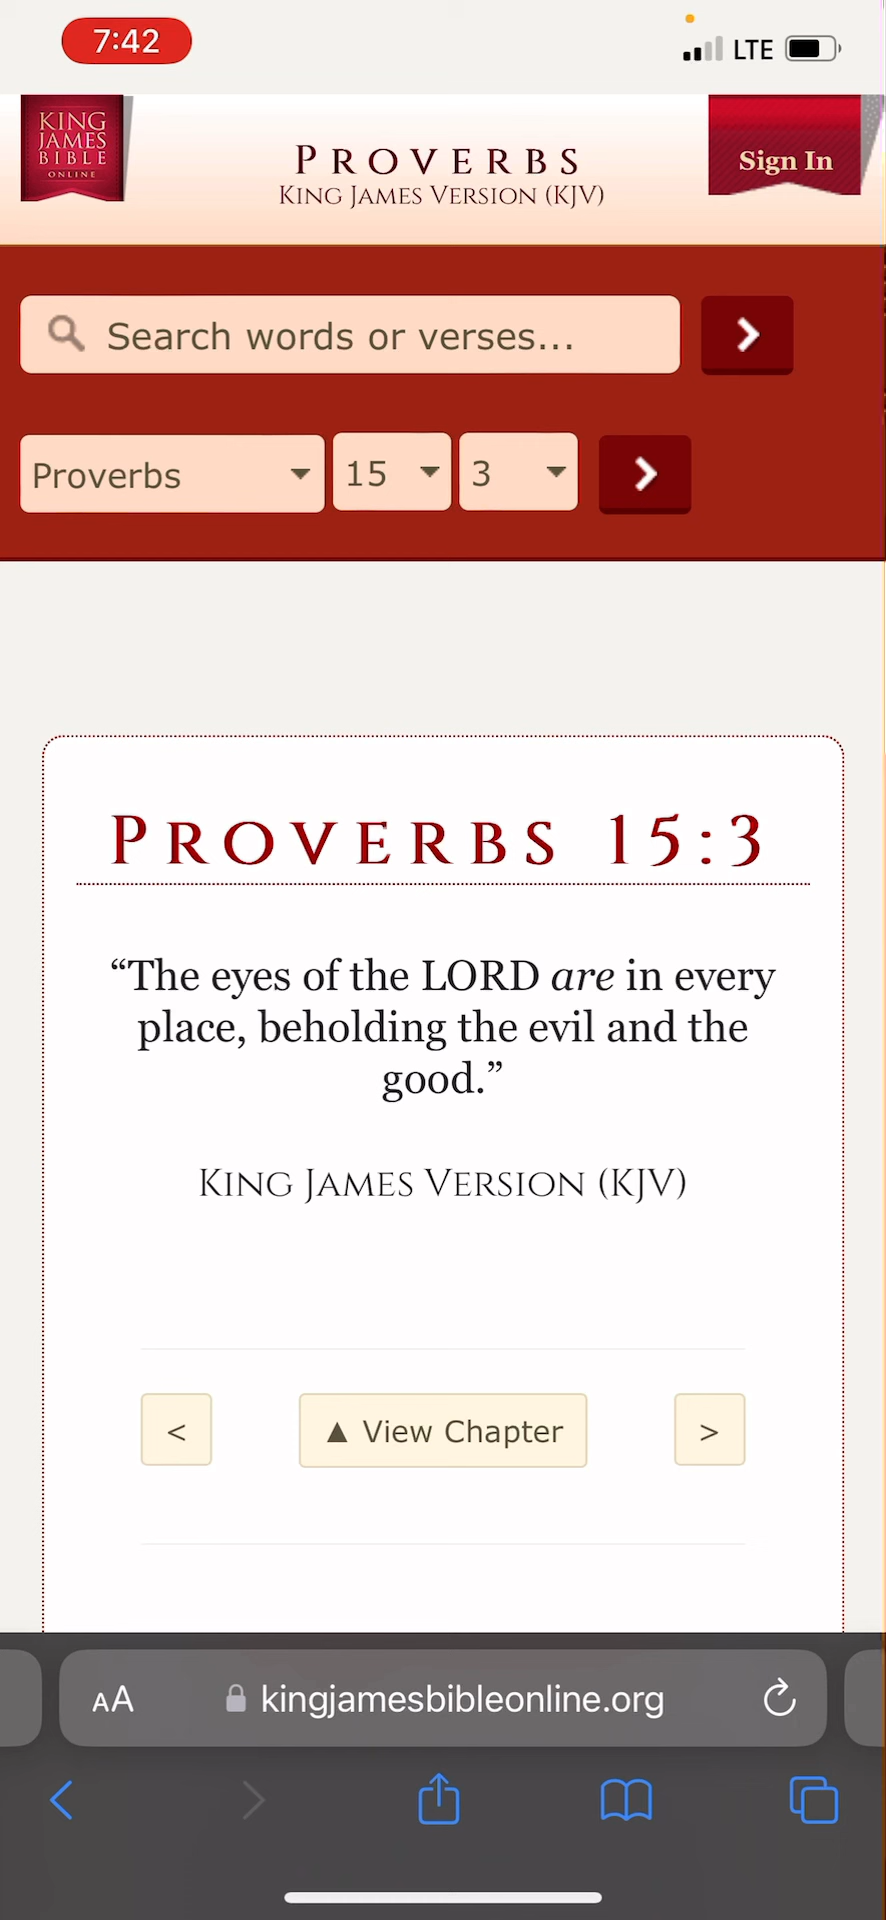 7:42
LTE
KING
JAMES
BIBLE
ONLINE
PROVERBS
KING JAMES VERSION (KJV)
Sign In
Search words or verses...
Proverbs 15 3
PROVERBS 15:3
“The eyes of the LORD are in every
place, beholding the evil and the
good.”
KING JAMES VERSION (KJV)
< ▲ View Chapter >
AA kingjamesbibleonline.org